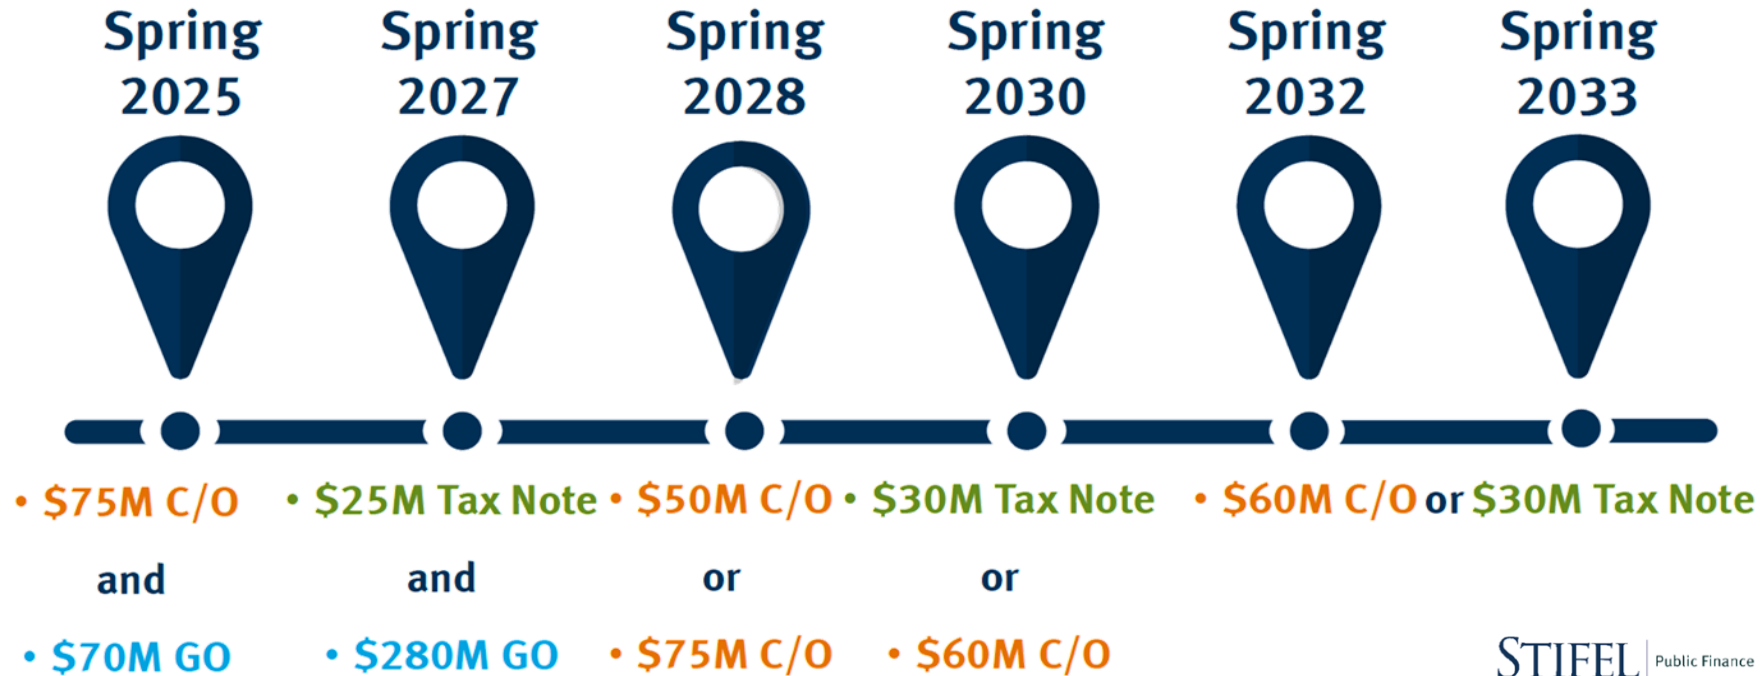 Spring 2025
Spring 2027
Spring 2028
Spring 2030
Spring 2032
Spring 2033
• $75M C/O
and
• $70M GO
• $25M Tax Note
and
• $280M GO
• $50M C/O
or
• $75M C/O
• $30M Tax Note
or
• $60M C/O
• $60M C/O or $30M Tax Note
STIFEL | Public Finance